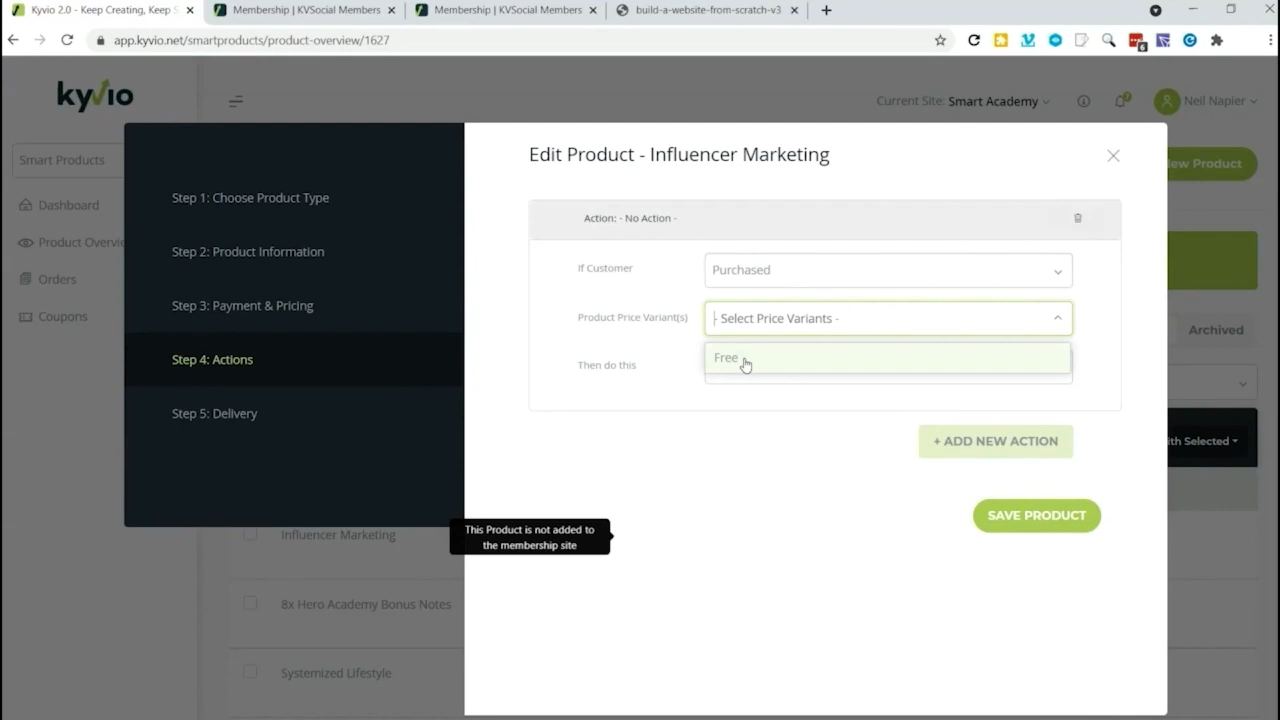 Kyvio 2.0 - Keep Creating, Keep S
Membership | KVSocial Members
Membership | KVSocial Members
build-a-website-from-scratch-v3
app.kyvio.net/smartproducts/product-overview/1627
6
kyvio
Current Site: Smart Academy
7
Neil Napier
Smart Products
Dashboard
Product Overvie
Orders
Coupons
ew Product
Archived
ith Selected
Step 1: Choose Product Type
Step 2: Product Information
Step 3: Payment & Pricing
Step 4: Actions
Step 5: Delivery
Edit Product - Influencer Marketing
Action: - No Action -
If Customer
Purchased
Product Price Variant(s)
- Select Price Variants -
Free
Then do this
+ ADD NEW ACTION
SAVE PRODUCT
This Product is not added to
the membership site
Influencer Marketing
8x Hero Academy Bonus Notes
Systemized Lifestyle